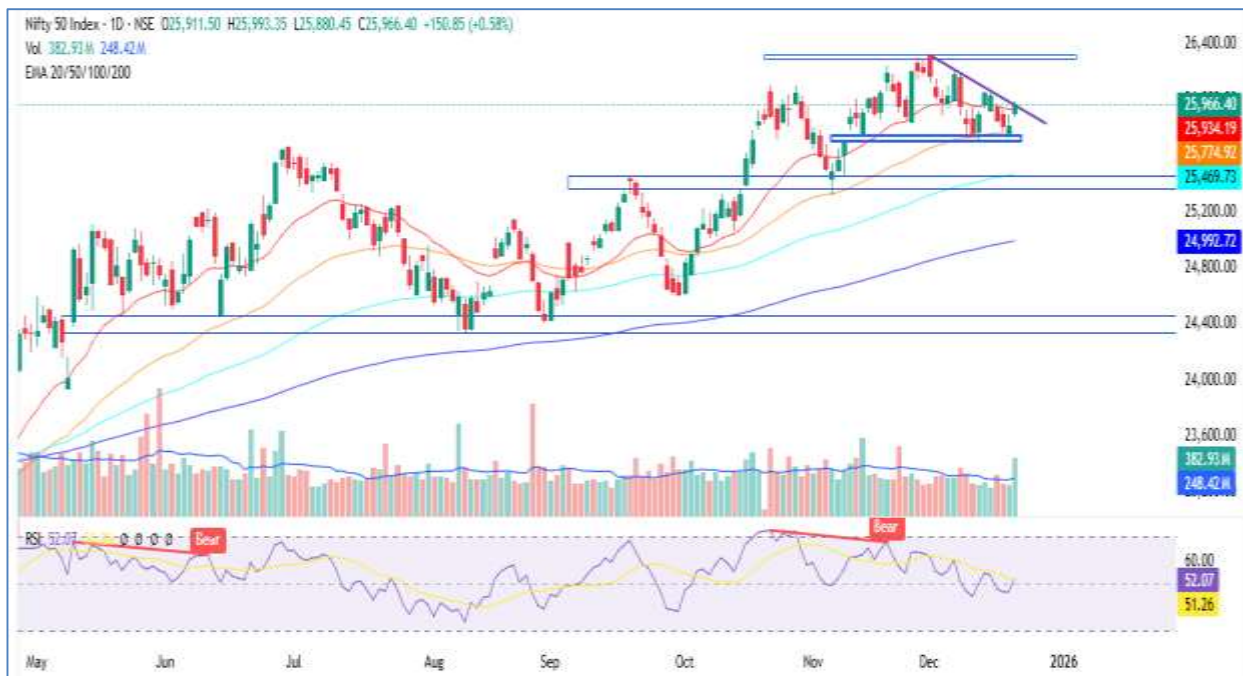 Nifty 50 Index - 1D - NSE O25,911.50 H25,993.35 L25,880.45 C25,966.40 +150.85 (+0.58%)
Vol 382.93M 248.42M
EMA 20/50/100/200
26,400.00
25,966.40
25,934.19
25,774.92
25,469.73
25,200.00
24,992.72
24,800.00
24,400.00
24,000.00
23,600.00
382.93M
248.42M
RSI 52.07 Ø Ø Ø Ø
Bear
Bear
60.00
52.07
51.26
May Jun Jul Aug Sep Oct Nov Dec 2026